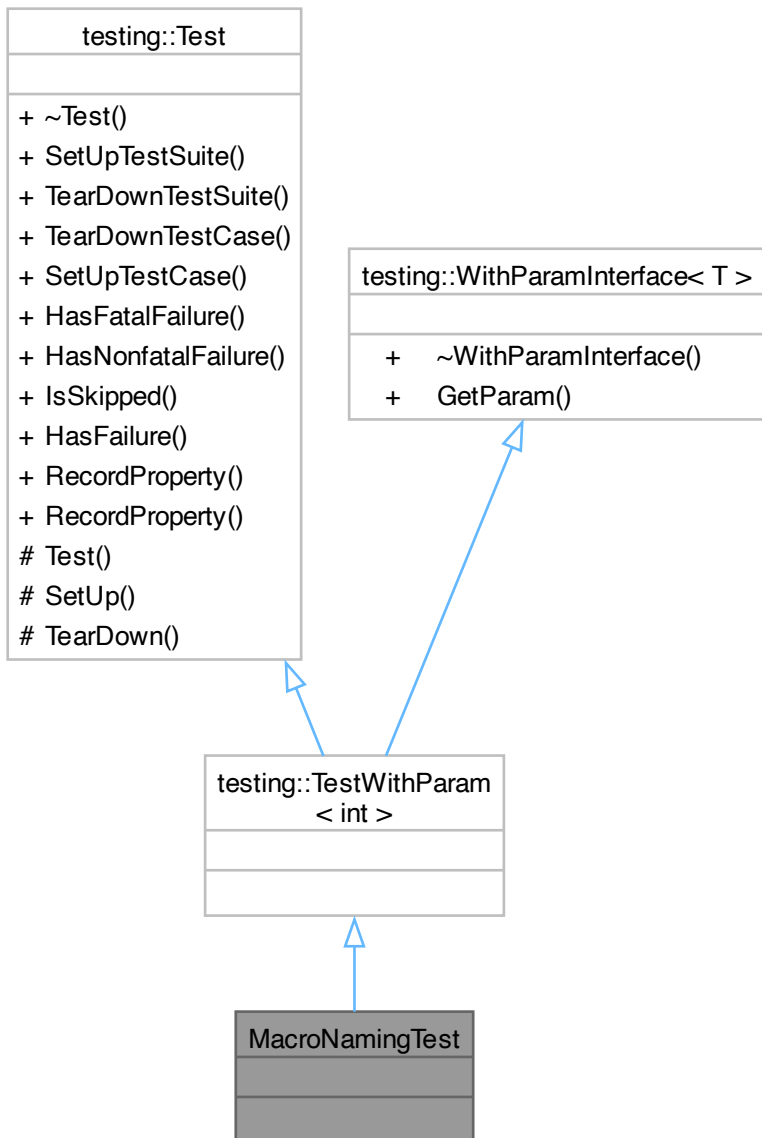 testing::Test
+ ~Test()
+ SetUpTestSuite()
+ TearDownTestSuite()
+ TearDownTestCase()
+ SetUpTestCase()
+ HasFatalFailure()
+ HasNonfatalFailure()
+ IsSkipped()
+ HasFailure()
+ RecordProperty()
+ RecordProperty()
# Test()
# SetUp()
# TearDown()
testing::WithParamInterface< T >
+ ~WithParamInterface()
+ GetParam()
testing::TestWithParam
< int >
MacroNamingTest